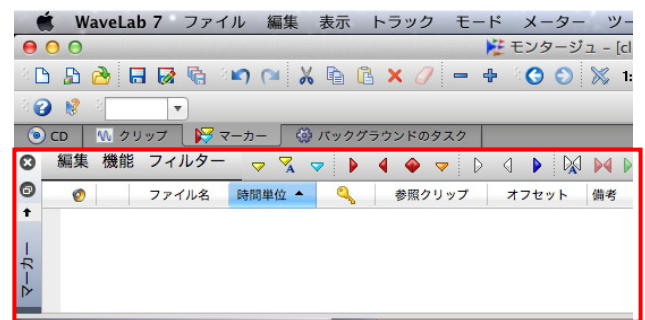 WaveLab 7 ファイル 編集 表示 トラック モード メーター ツー
モンタージュ - [cl
1:
CD クリップ マーカー バックグラウンドのタスク
編集 機能 フィルター
ファイル名 時間単位 参照クリップ オフセット 備考
マーカー